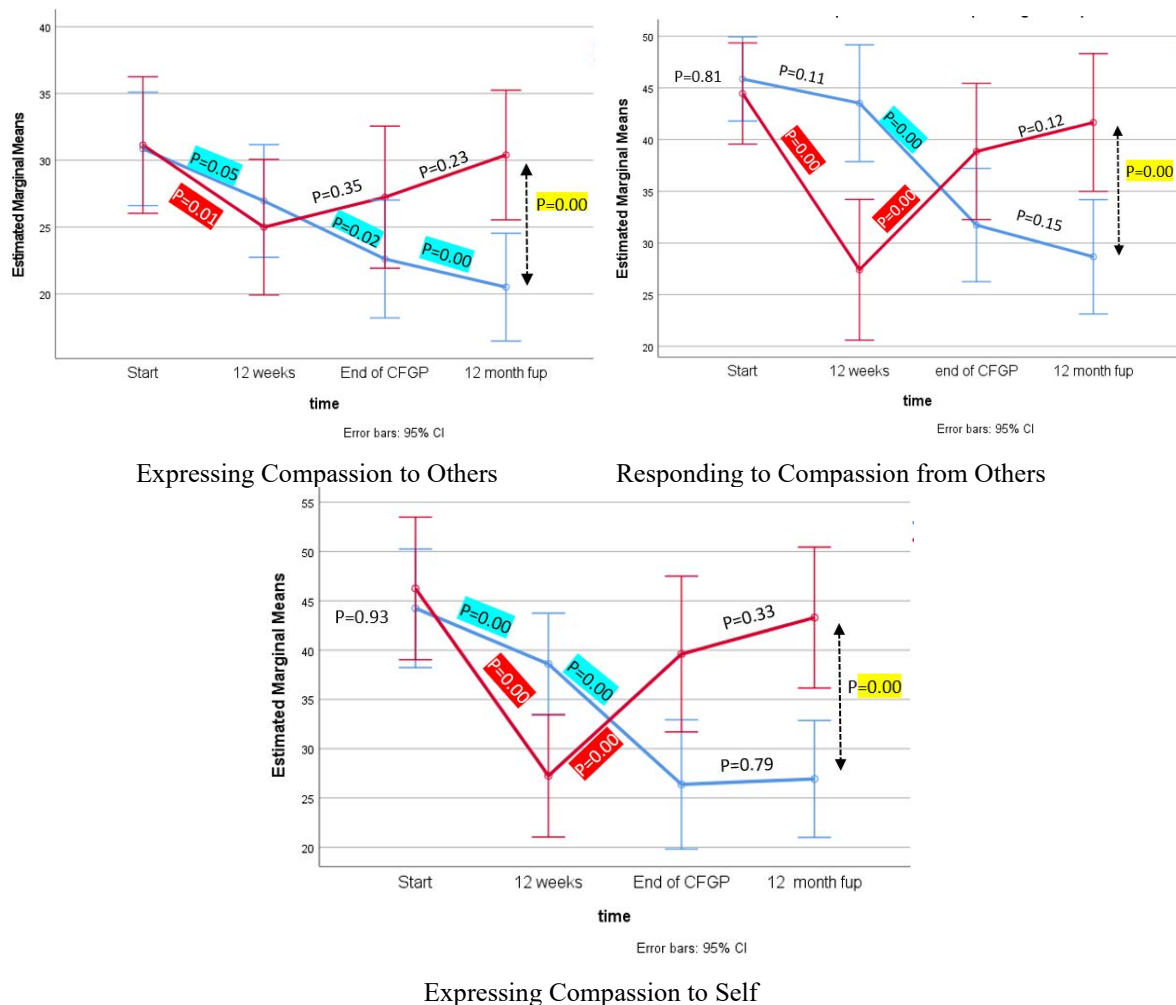 40
35
30
25
20
Estimated Marginal Means
P=0.05
P=0.01
P=0.35
P=0.02
P=0.23
P=0.00
P=0.00
Start
12 weeks
End of CFGP
12 month fup
time
Error bars: 95% CI
50
45
40
35
30
25
20
Estimated Marginal Means
P=0.81
P=0.11
P=0.00
P=0.00
P=0.00
P=0.12
P=0.15
P=0.00
Start
12 weeks
end of CFGP
12 month fup
time
Error bars: 95% CI
Expressing Compassion to Others
Responding to Compassion from Others
55
50
45
40
35
30
25
20
Estimated Marginal Means
P=0.93
P=0.00
P=0.00
P=0.00
P=0.00
P=0.33
P=0.79
P=0.00
Start
12 weeks
End of CFGP
12 month fup
time
Error bars: 95% CI
Expressing Compassion to Self